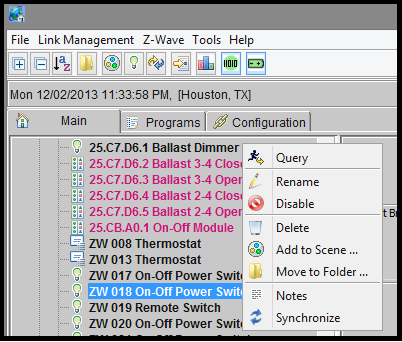 File Link Management Z-Wave Tools Help
Mon 12/02/2013 11:33:58 PM, [Houston, TX]
Main Programs Configuration
25.C7.D6.1 Ballast Dimmer
25.C7.D6.2 Ballast 3-4 Close
25.C7.D6.3 Ballast 3-4 Oper
25.C7.D6.4 Ballast 2-4 Close
25.C7.D6.5 Ballast 2-4 Oper
25.CB.A0.1 On-Off Module
ZW 008 Thermostat
ZW 013 Thermostat
ZW 017 On-Off Power Switc
ZW 018 On-Off Power Switc
ZW 019 Remote Switch
ZW 020 On-Off Power Switc
Query
Rename
Disable
Delete
Add to Scene ...
Move to Folder ...
Notes
Synchronize